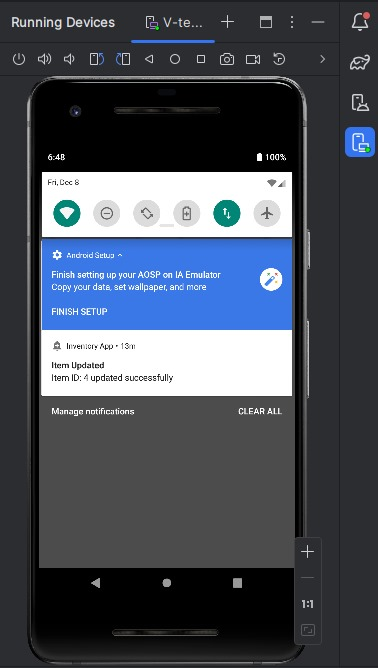 Running Devices
V-te...
6:48
100%
Fri, Dec 8
Android Setup
Finish setting up your AOSP on IA Emulator
Copy your data, set wallpaper, and more
FINISH SETUP
Inventory App • 13m
Item Updated
Item ID: 4 updated successfully
Manage notifications
CLEAR ALL
1:1